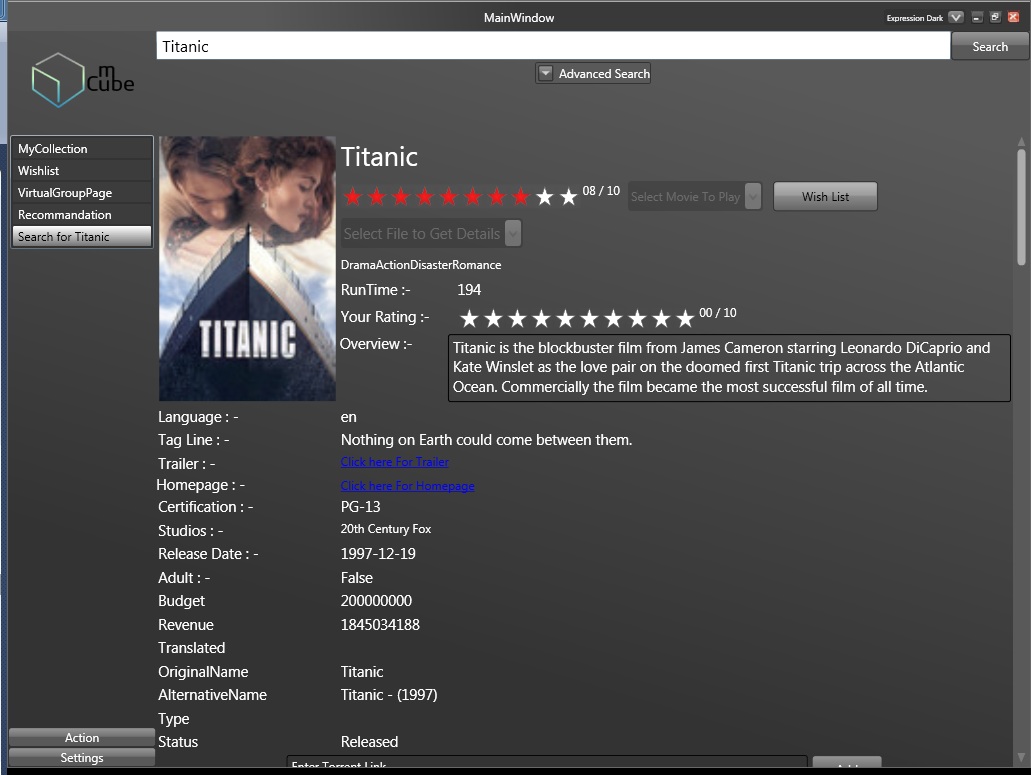 MainWindow
Expression Dark
Titanic
Search
Advanced Search
m
Cube
MyCollection
Wishlist
VirtualGroupPage
Recommandation
Search for Titanic
TITANIC
Titanic
08 / 10
Select Movie To Play
Wish List
Select File to Get Details
DramaActionDisasterRomance
RunTime :- 194
Your Rating :- 00 / 10
Overview :-
Titanic is the blockbuster film from James Cameron starring Leonardo DiCaprio and
Kate Winslet as the love pair on the doomed first Titanic trip across the Atlantic
Ocean. Commercially the film became the most successful film of all time.
Language : - en
Tag Line : - Nothing on Earth could come between them.
Trailer : - Click here For Trailer
Homepage : - Click here For Homepage
Certification : - PG-13
Studios : - 20th Century Fox
Release Date : - 1997-12-19
Adult : - False
Budget 200000000
Revenue 1845034188
Translated
OriginalName Titanic
AlternativeName Titanic - (1997)
Type
Status Released
Action
Settings
Enter Torrent Link